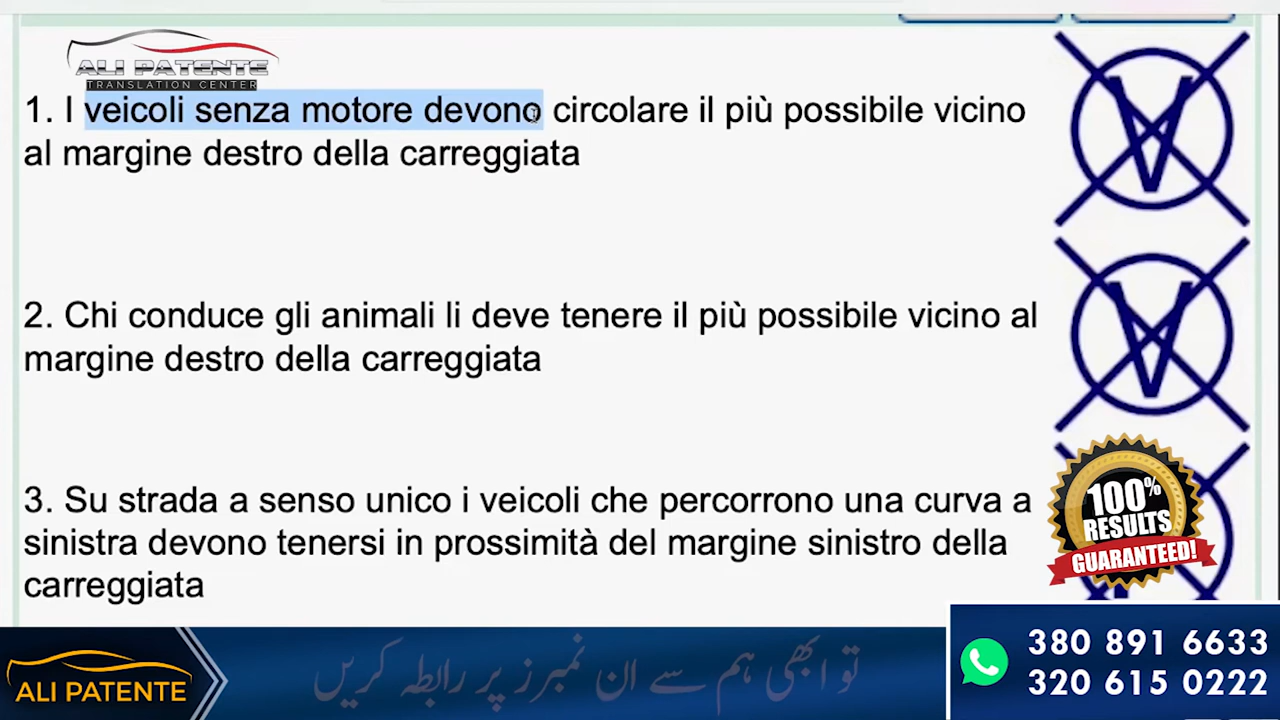 ALI PATENTE
TRANSLATION CENTER
1. I veicoli senza motore devono circolare il più possibile vicino
al margine destro della carreggiata
V
2. Chi conduce gli animali li deve tenere il più possibile vicino al
margine destro della carreggiata
V
3. Su strada a senso unico i veicoli che percorrono una curva a
sinistra devono tenersi in prossimità del margine sinistro della
carreggiata
100%
RESULTS
GUARANTEED!
ALI PATENTE
تو ابھی ہم سے ان نمبرز پر رابطہ کریں
380 891 6633
320 615 0222